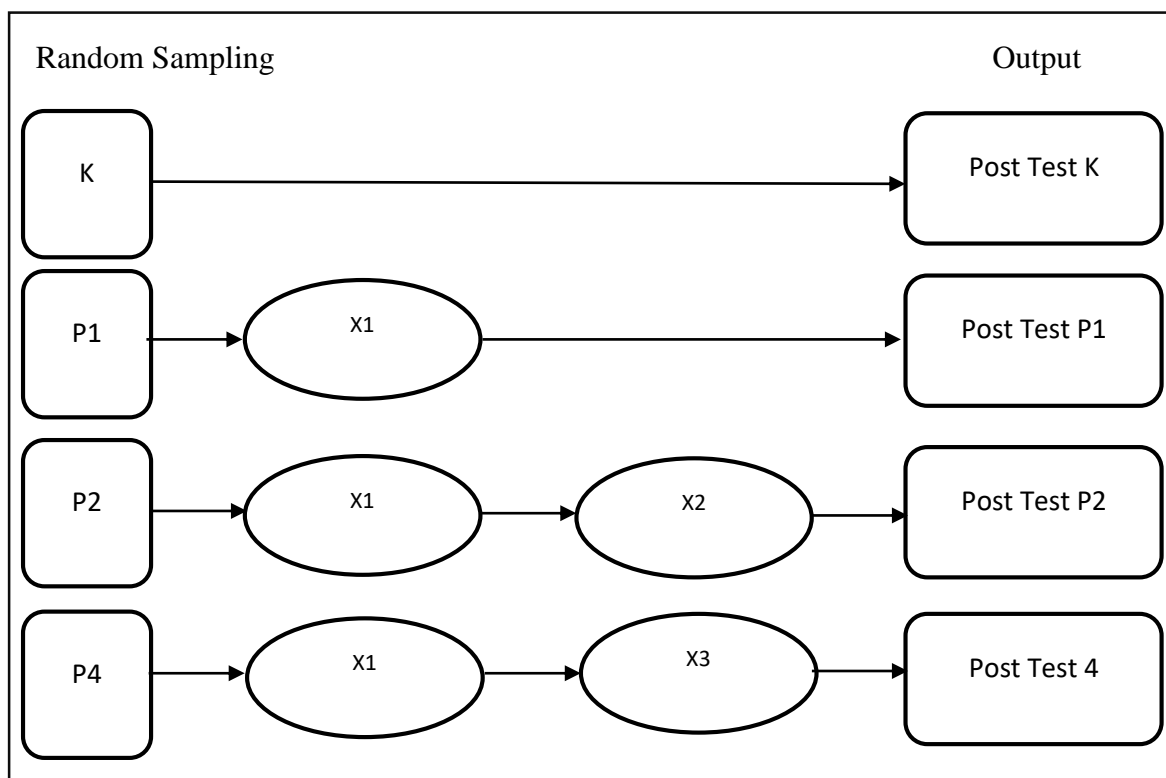 Random Sampling
Output
K
Post Test K
P1
X1
Post Test P1
P2
X1
X2
Post Test P2
P4
X1
X3
Post Test 4